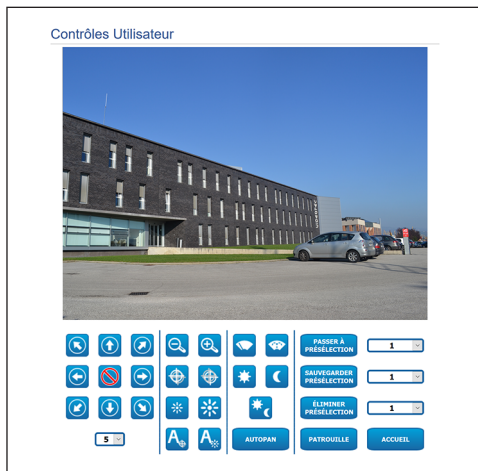 Contrôles Utilisateur
PASSER À
PRÉSÉLECTION
1
SAUVEGARDER
PRÉSÉLECTION
1
ÉLIMINER
PRÉSÉLECTION
1
5
A
A
AUTOPAN
PATROUILLE
ACCUEIL